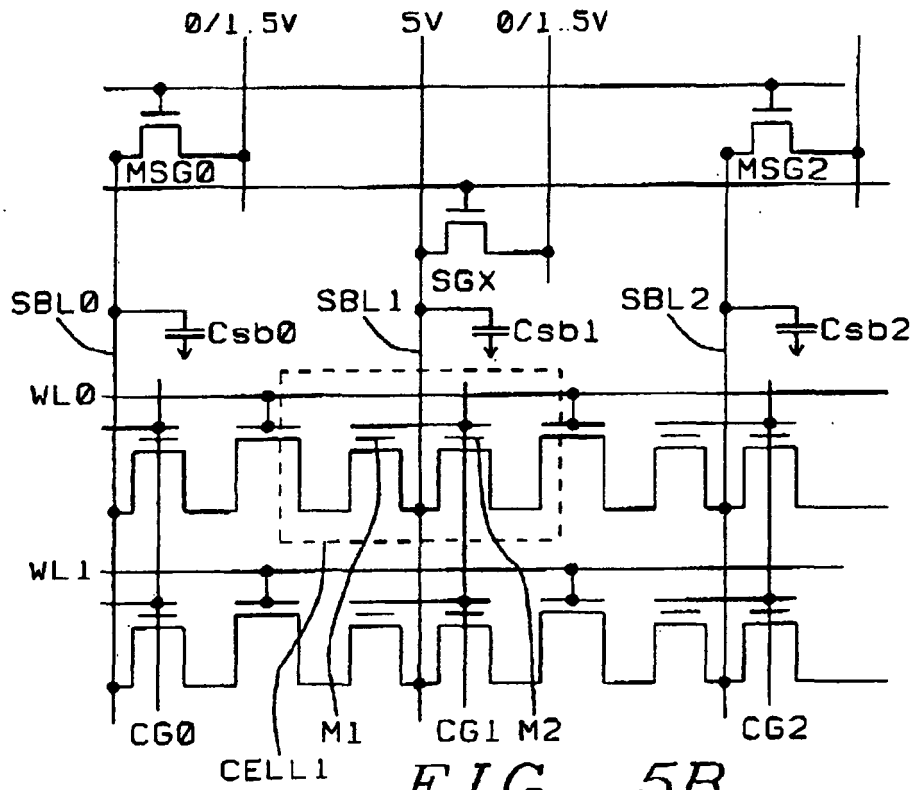 0/1.5V 5V 0/1.5V
MSG0 MSG2
SGX
SBL0 SBL1 SBL2
Csb0 Csb1 Csb2
WL0
WL1
CG0 M1 CG1 M2 CG2
CELL1
FIG. 5B